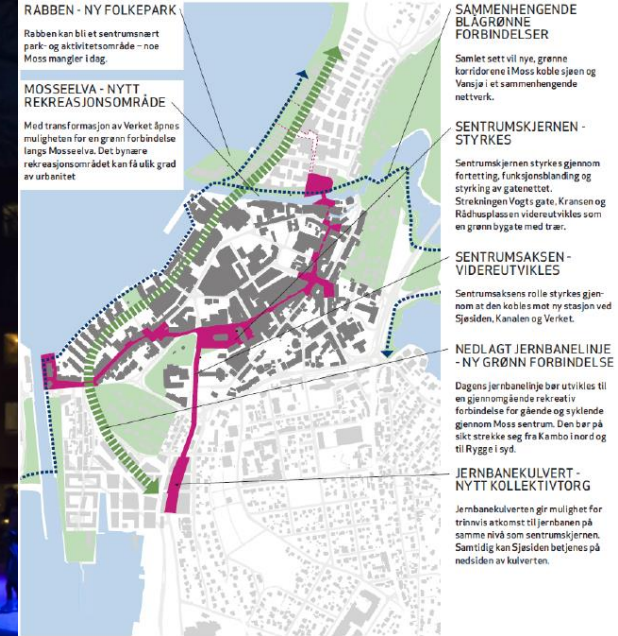 RABBEN - NY FOLKEPARK
Rabben kan bli et sentrumsnært
park- og aktivitetsområde – noe
Moss mangler i dag.
MOSSEELVA - NYTT
REKREASJONSOMRÅDE
Med transformasjon av Verket åpnes
muligheten for en grønn forbindelse
langs Mosseelva. Det bynære
rekreasjonsområdet kan få ulik grad
av urbanitet
SAMMENHENGENDE
BLÅGRØNNE
FORBINDELSER
Samlet sett vil nye, grønne
korridorene i Moss koble sjøen og
Vansjø i et sammenhengende
nettverk.
SENTRUMSKJERNEN -
STYRKES
Sentrumskjernen styrkes gjennom
fortetting, funksjonsblanding og
styrking av gatenettet.
Strekningen Vogts gate, Kransen og
Rådhusplassen videreutvikles som
en grønn bygate med trær.
SENTRUMSAKSEN -
VIDEREUTVIKLES
Sentrumsaksens rolle styrkes gjen-
nom at den kobles mot ny stasjon ved
Sjøsiden, Kanalen og Verket.
NEDLAGT JERNBANELINJE
- NY GRØNN FORBINDELSE
Dagens jernbanelinje bør utvikles til
en gjennomgående rekreativ
forbindelse for gående og syklende
gjennom Moss sentrum. Den bør på
sikt strekke seg fra Kambo i nord og
til Rygge i syd.
JERNBANEKULVERT -
NYTT KOLLEKTIVTORG
Jernbanekulverten gir mulighet for
trinnvis atkomst til jernbanen på
samme nivå som sentrumskjernen.
Samtidig kan Sjøsiden betjenes på
nedsiden av kulverten.